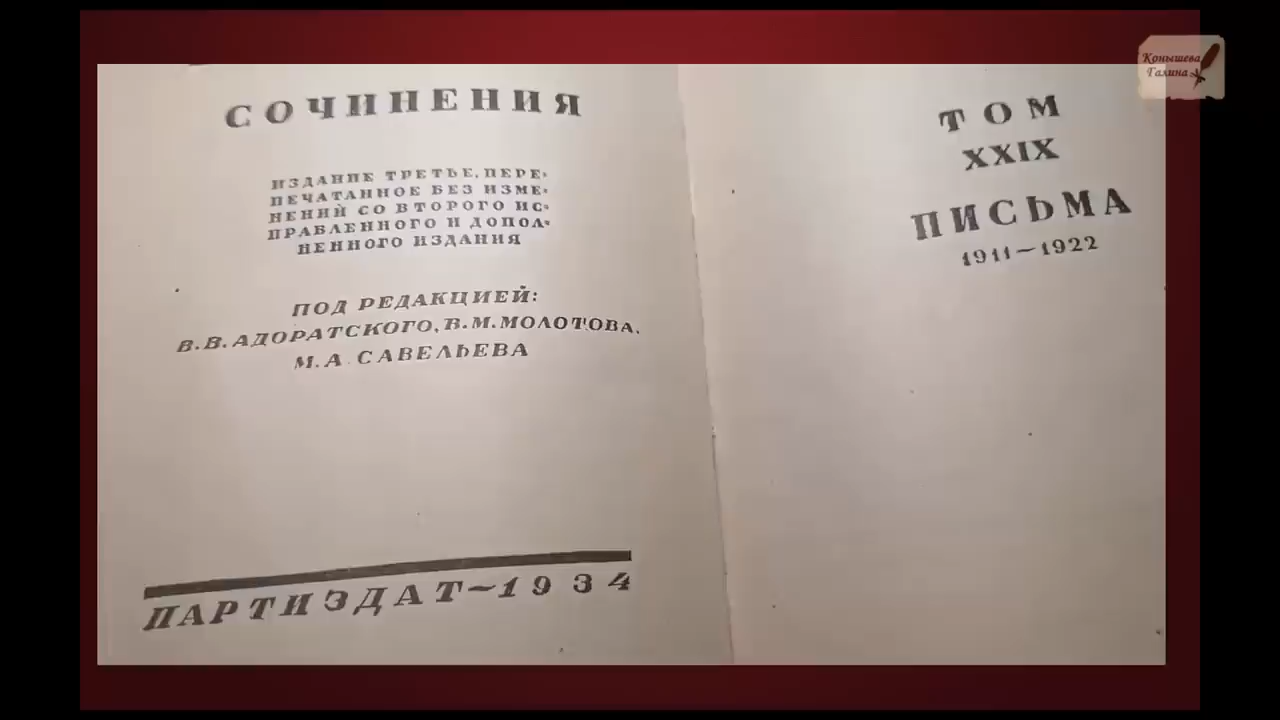 СОЧИНЕНИЯ
ИЗДАНИЕ ТРЕТЬЕ, ПЕРЕ-
ПЕЧАТАННОЕ БЕЗ ИЗМЕ-
НЕНИЙ СО ВТОРОГО ИС-
ПРАВЛЕННОГО И ДОПОЛ-
НЕННОГО ИЗДАНИЯ
ПОД РЕДАКЦИЕЙ:
В. В. АДОРАТСКОГО, В. М. МОЛОТОВА,
М. А. САВЕЛЬЕВА
ПАРТИЗДАТ—1934
ТОМ
XXIX
ПИСЬМА
1911—1922
Конышева
Галина